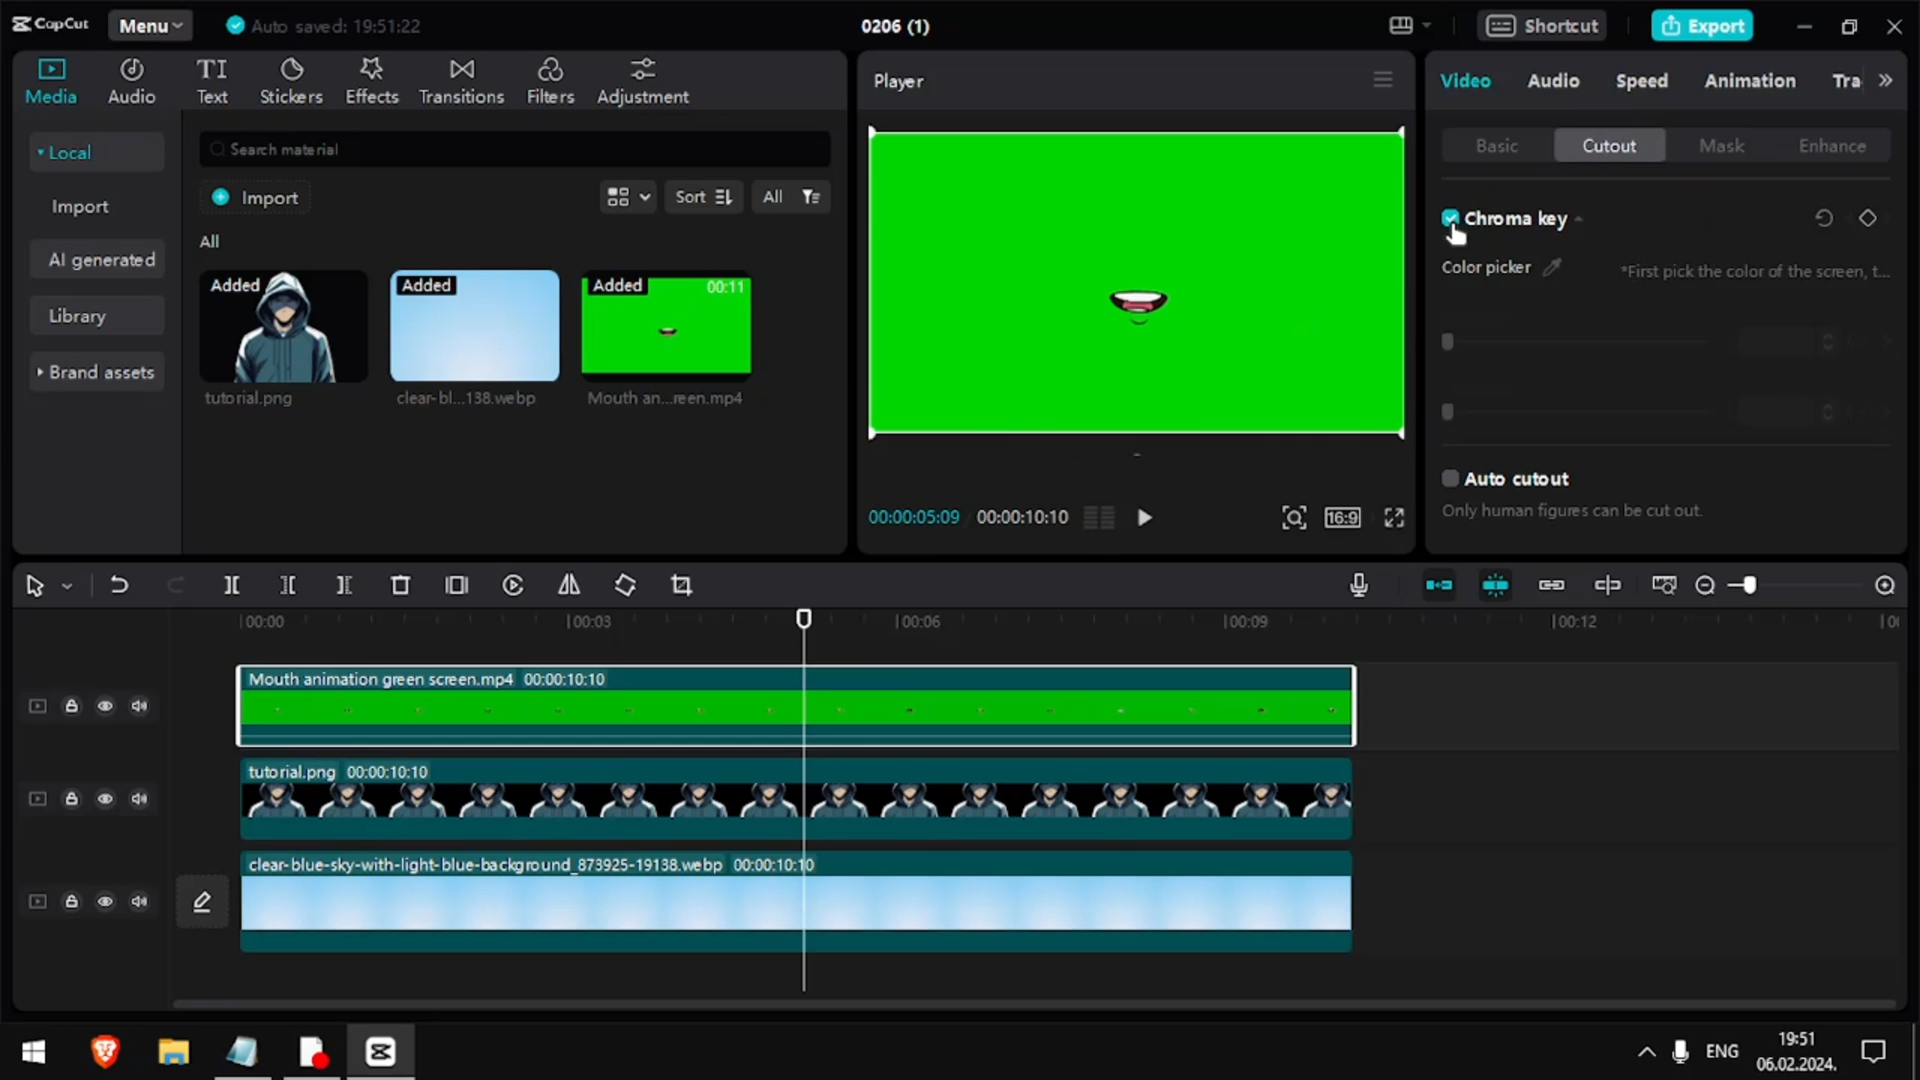 CapCut
Menu
Auto saved: 19:51:22
0206 (1)
Shortcut
Export
Media
Audio
Text
Stickers
Effects
Transitions
Filters
Adjustment
Player
Video
Audio
Speed
Animation
Tra
Local
Import
AI generated
Library
Brand assets
Search material
Import
Sort
All
All
Added
tutorial.png
Added
clear-bl...138.webp
Added
00:11
Mouth an...reen.mp4
00:00:05:09
00:00:10:10
16:9
Basic
Cutout
Mask
Enhance
Chroma key
Color picker
*First pick the color of the screen, t...
Auto cutout
Only human figures can be cut out.
00:00
00:03
00:06
00:09
00:12
Mouth animation green screen.mp4 00:00:10:10
tutorial.png 00:00:10:10
clear-blue-sky-with-light-blue-background_873925-19138.webp 00:00:10:10
ENG
19:51
06.02.2024.